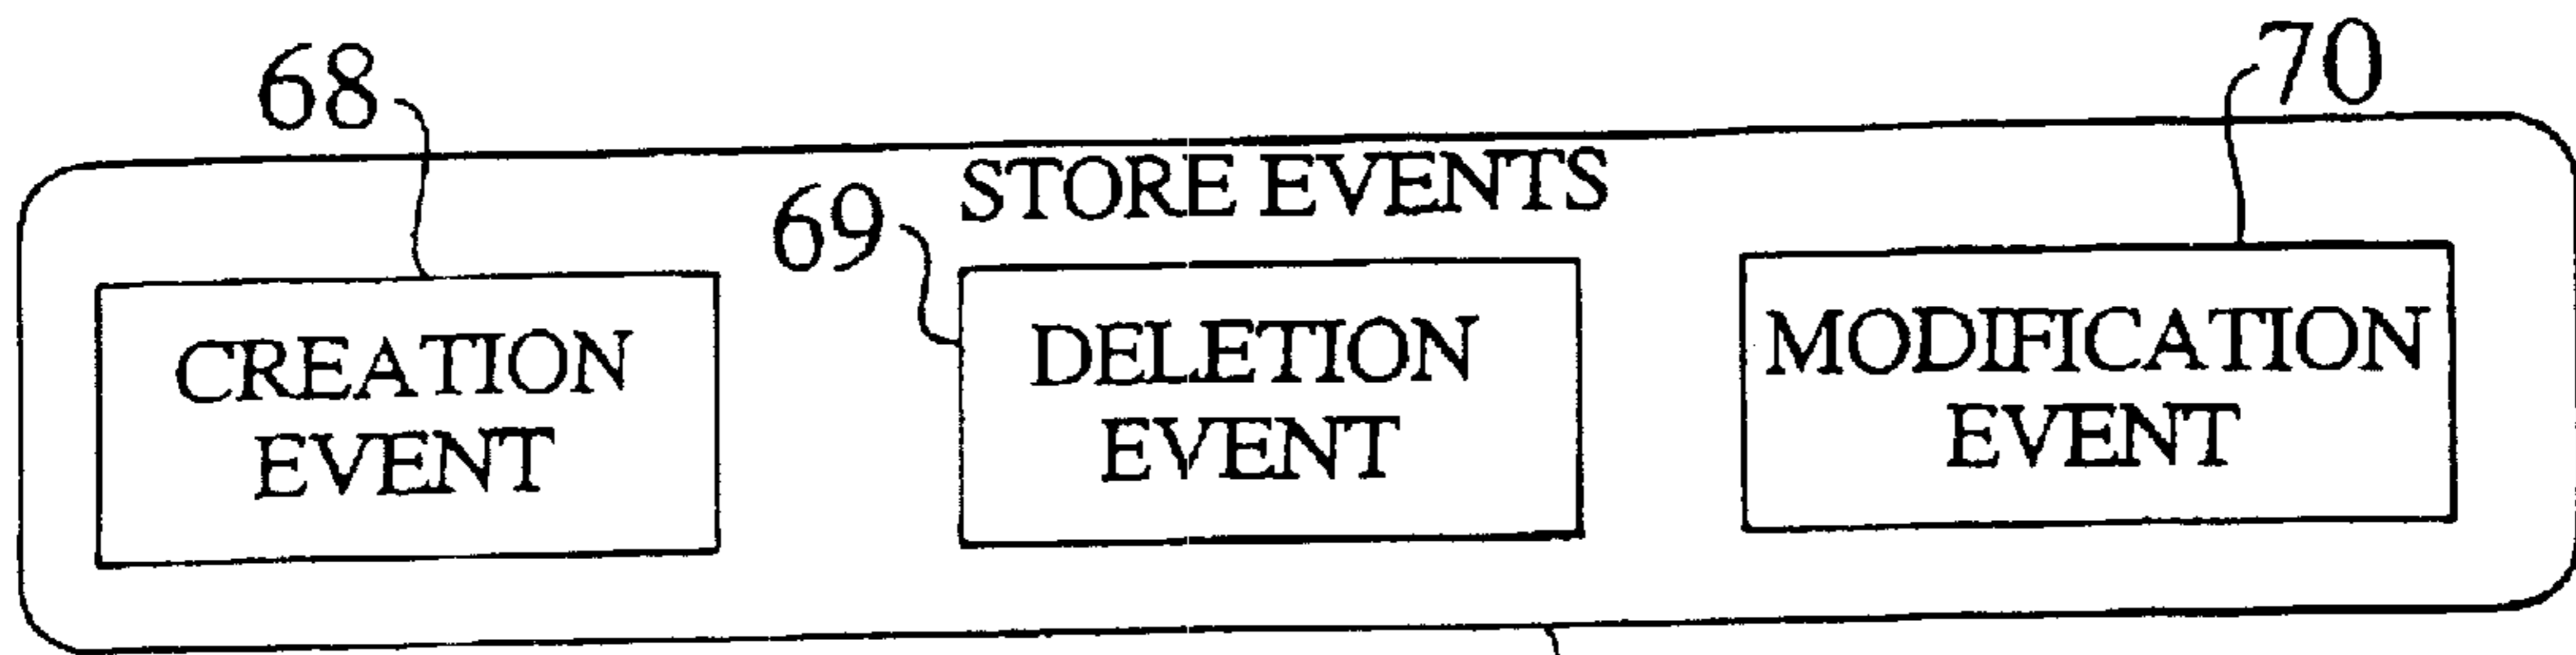 68
70
STORE EVENTS
69
CREATION
EVENT
DELETION
EVENT
MODIFICATION
EVENT